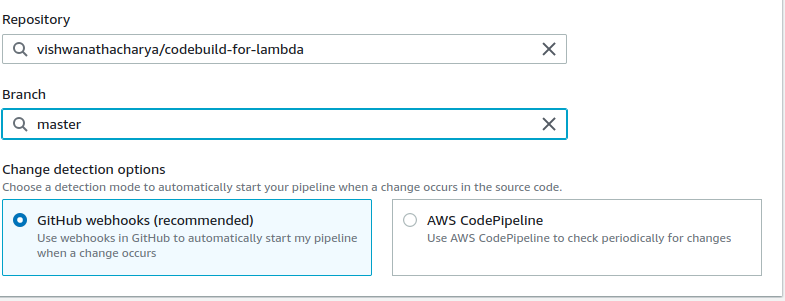 Repository
vishwanathacharya/codebuild-for-lambda
Branch
master
Change detection options
Choose a detection mode to automatically start your pipeline when a change occurs in the source code.
GitHub webhooks (recommended)
Use webhooks in GitHub to automatically start my pipeline
when a change occurs
AWS CodePipeline
Use AWS CodePipeline to check periodically for changes